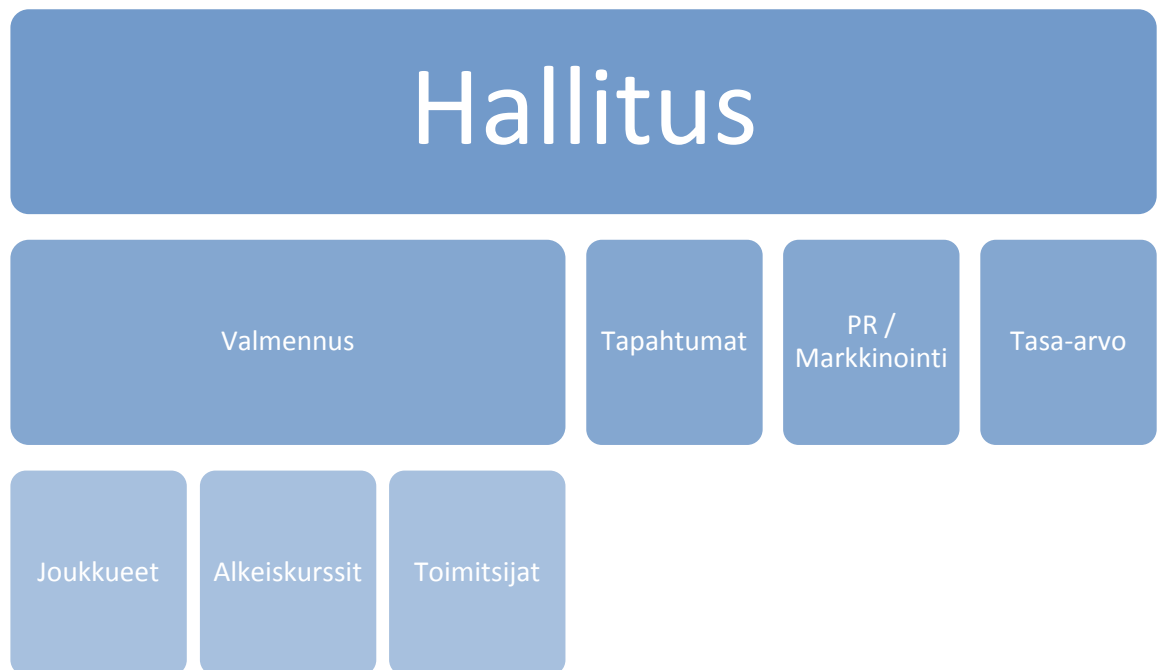 Hallitus
Valmennus
Tapahtumat
PR /
Markkinointi
Tasa-arvo
Joukkueet
Alkeiskurssit
Toimitsijat